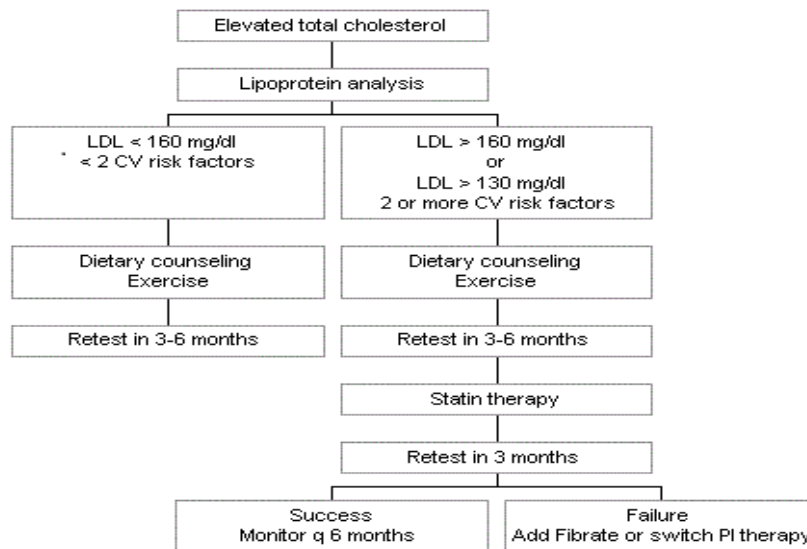 Elevated total cholesterol
Lipoprotein analysis
LDL < 160 mg/dl
< 2 CV risk factors
LDL > 160 mg/dl
or
LDL > 130 mg/dl
2 or more CV risk factors
Dietary counseling
Exercise
Dietary counseling
Exercise
Retest in 3-6 months
Retest in 3-6 months
Statin therapy
Retest in 3 months
Success
Monitor q 6 months
Failure
Add Fibrate or switch PI therapy